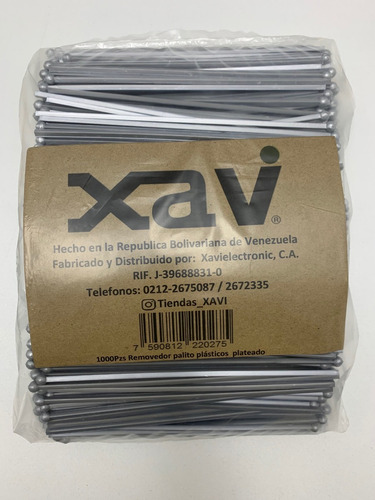 xavi®
Hecho en la Republica Bolivariana de Venezuela
Fabricado y Distribuido por: Xavielectronic, C.A.
RIF. J-39688831-0
Telefonos: 0212-2675087 / 2672335
Tiendas_XAVI
7 590812 220275
1000Pzs Removedor palito plásticos plateado